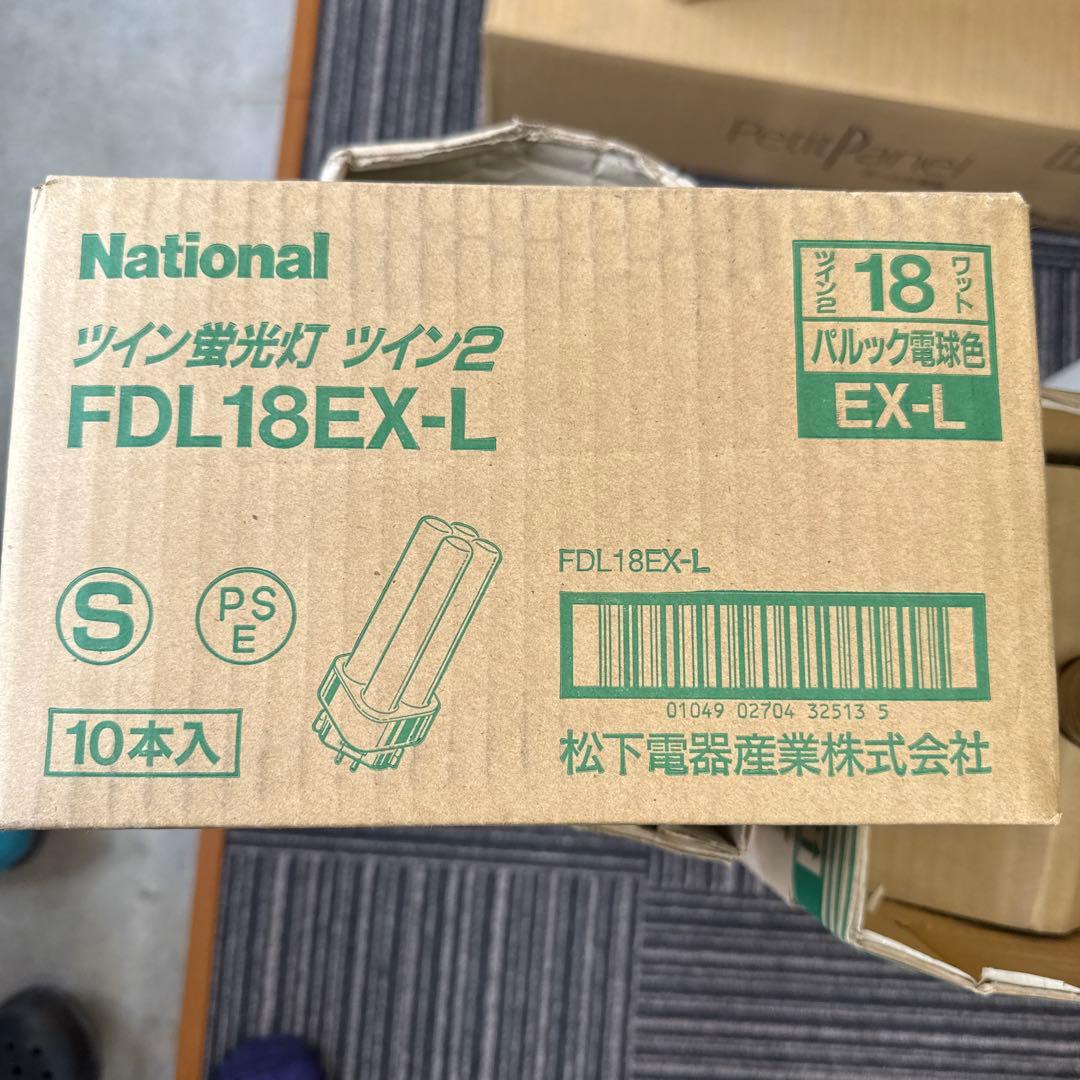 PetitPanel
National
ツイン蛍光灯 ツイン2
FDL18EX-L
ツイン2 18 ワット
パルック電球色
EX-L
S
PS
E
10本入
FDL18EX-L
01049 02704 32513 5
松下電器産業株式会社